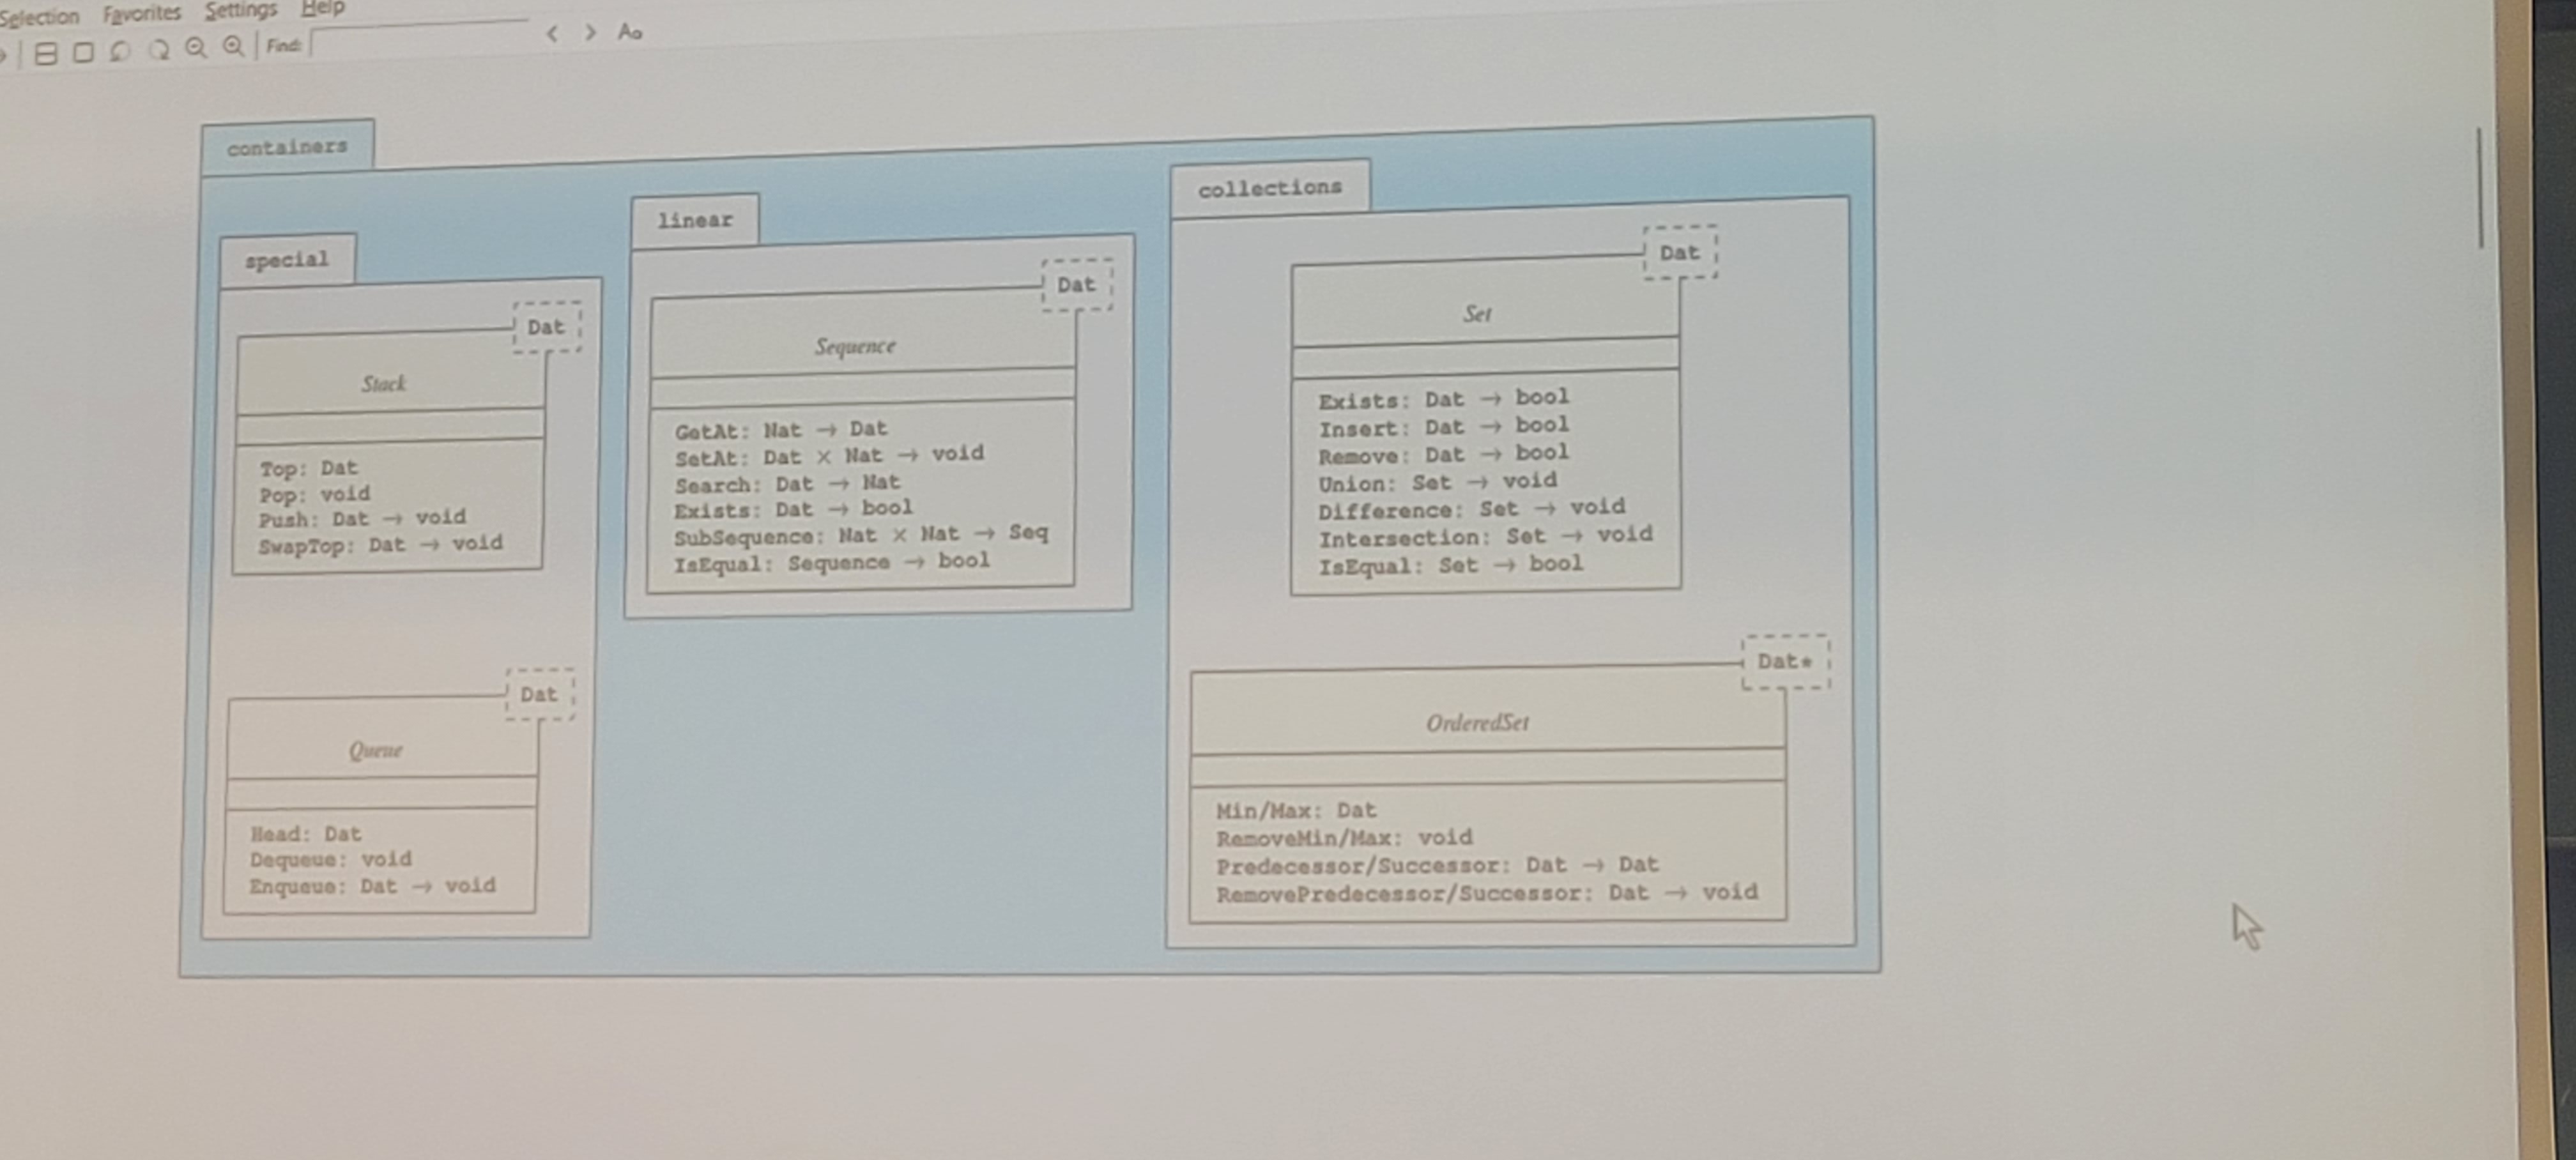 Selection Favorites Settings Help
Find: < > Aa
containers
special
Dat
Stack
Top: Dat
Pop: void
Push: Dat → void
SwapTop: Dat → void
Dat
Queue
Head: Dat
Dequeue: void
Enqueue: Dat → void
linear
Dat
Sequence
GetAt: Nat → Dat
SetAt: Dat × Nat → void
Search: Dat → Nat
Exists: Dat → bool
SubSequence: Nat × Nat → Seq
IsEqual: Sequence → bool
collections
Dat
Set
Exists: Dat → bool
Insert: Dat → bool
Remove: Dat → bool
Union: Set → void
Difference: Set → void
Intersection: Set → void
IsEqual: Set → bool
Dat*
OrderedSet
Min/Max: Dat
RemoveMin/Max: void
Predecessor/Successor: Dat → Dat
RemovePredecessor/Successor: Dat → void